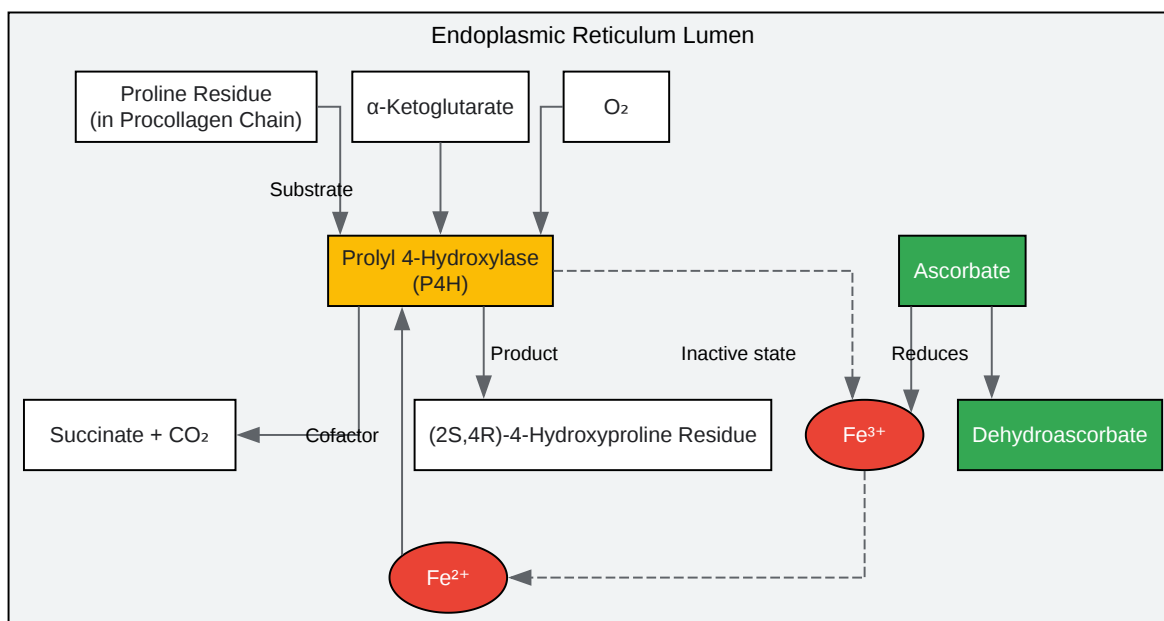 Endoplasmic Reticulum Lumen
Proline Residue
(in Procollagen Chain)
α-Ketoglutarate
O₂
Substrate
Prolyl 4-Hydroxylase
(P4H)
Ascorbate
Product
Inactive state
Reduces
Succinate + CO₂
Cofactor
(2S,4R)-4-Hydroxyproline Residue
Fe³⁺
Dehydroascorbate
Fe²⁺